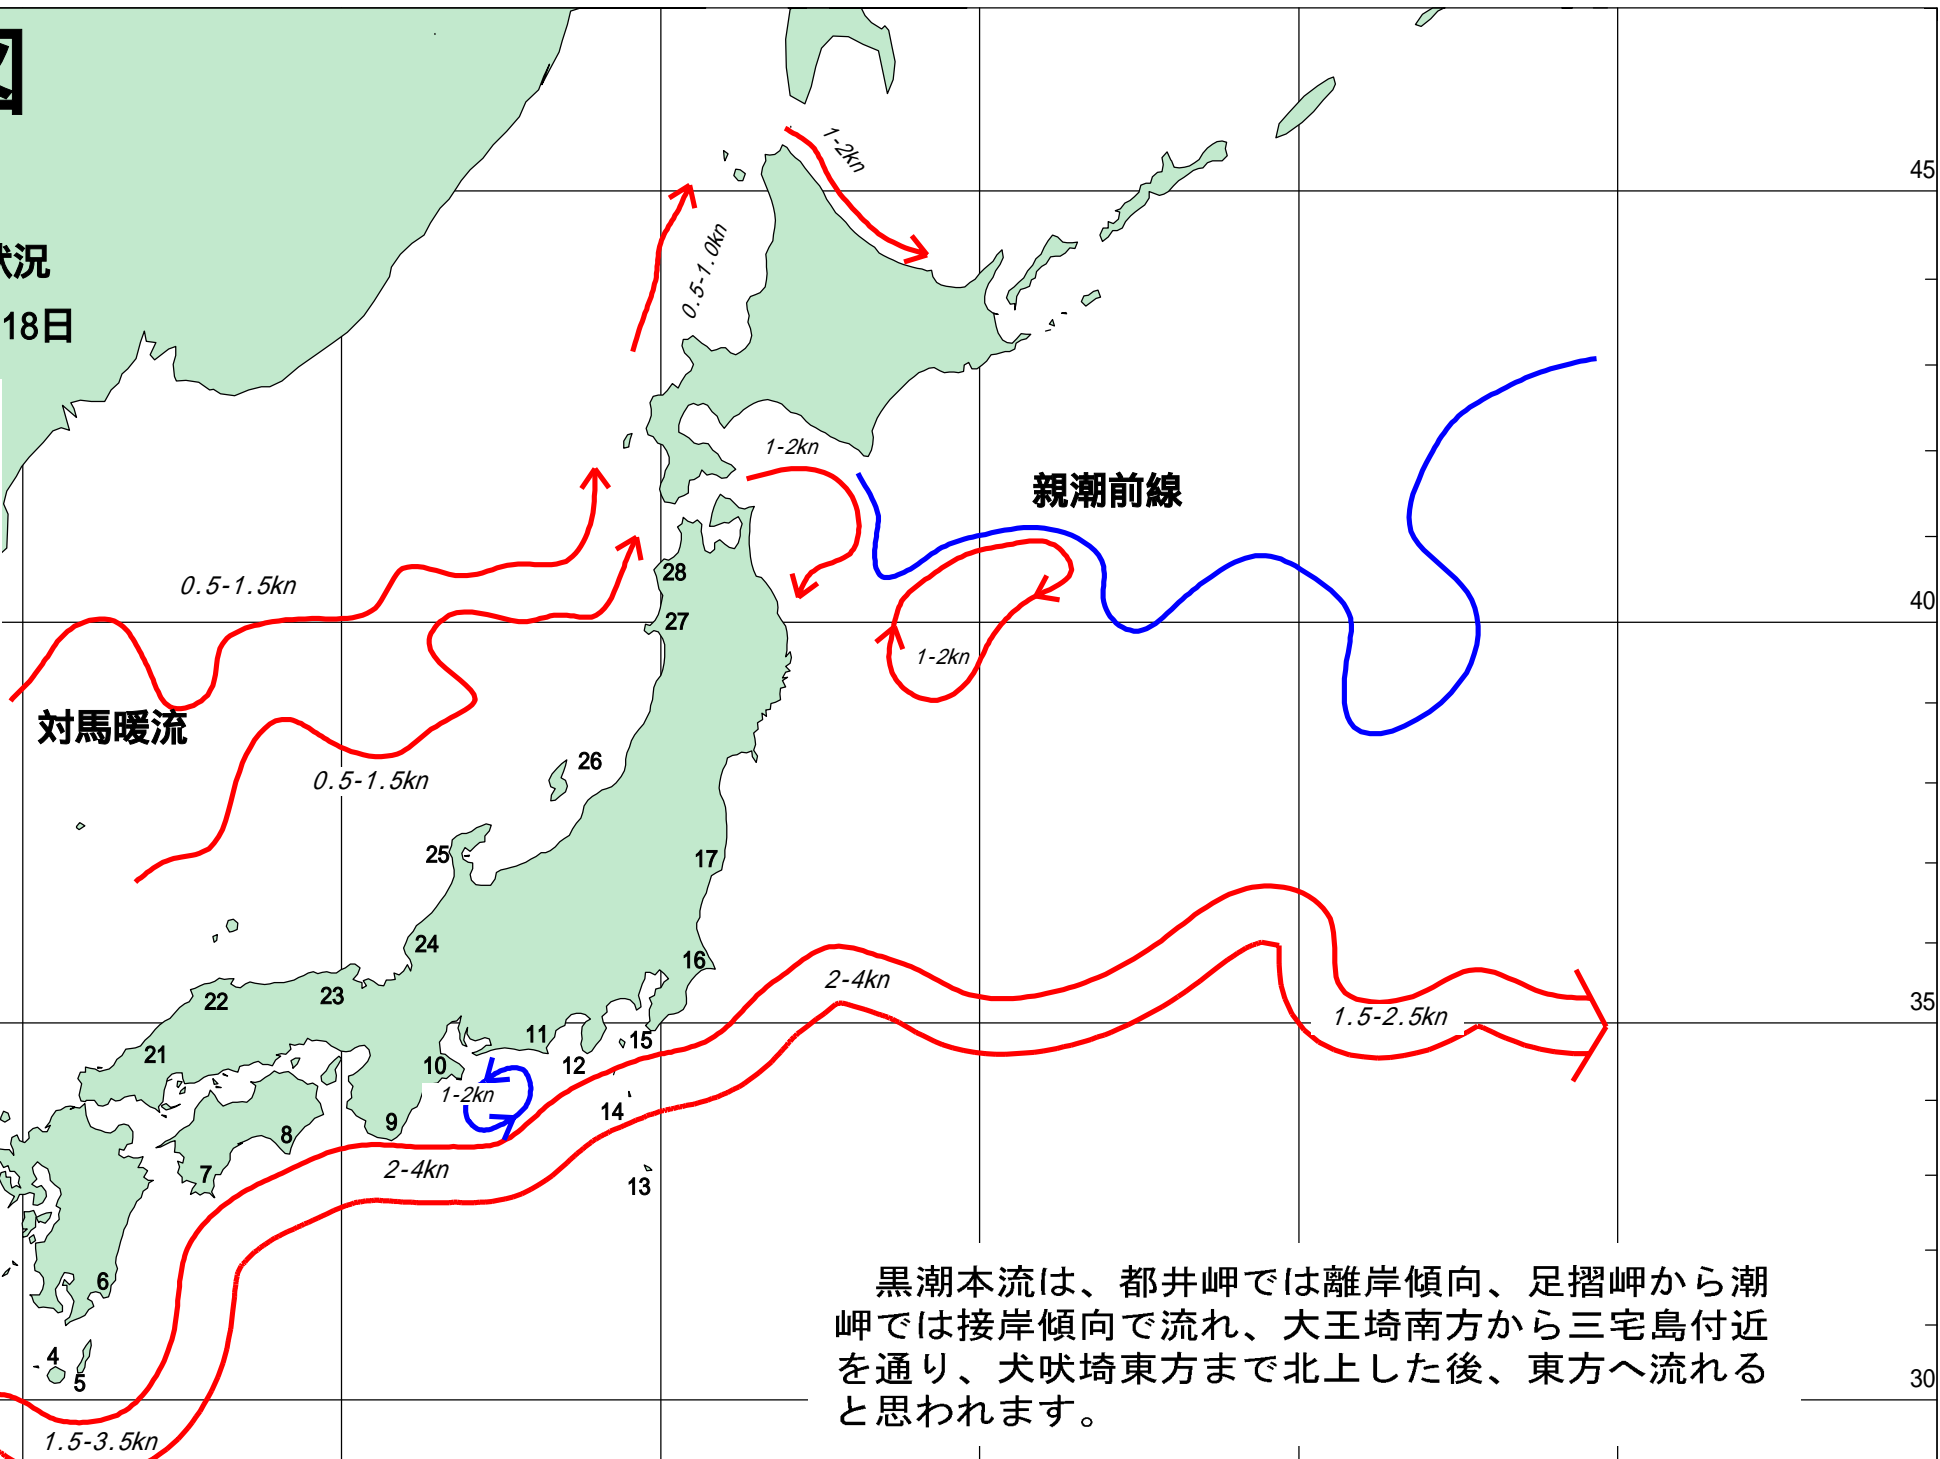 図
状況
18日
45
40
35
30
1-2kn
0.5-1.0kn
1-2kn
親潮前線
0.5-1.5kn
28
27
1-2kn
対馬暖流
0.5-1.5kn
26
25
17
24
16
2-4kn
22
23
1.5-2.5kn
21
11
15
10
12
1-2kn
14
9
8
2-4kn
7
13
6
4
5
1.5-3.5kn
黒潮本流は、都井岬では離岸傾向、足摺岬から潮
岬では接岸傾向で流れ、大王埼南方から三宅島付近
を通り、犬吠埼東方まで北上した後、東方へ流れる
と思われます。